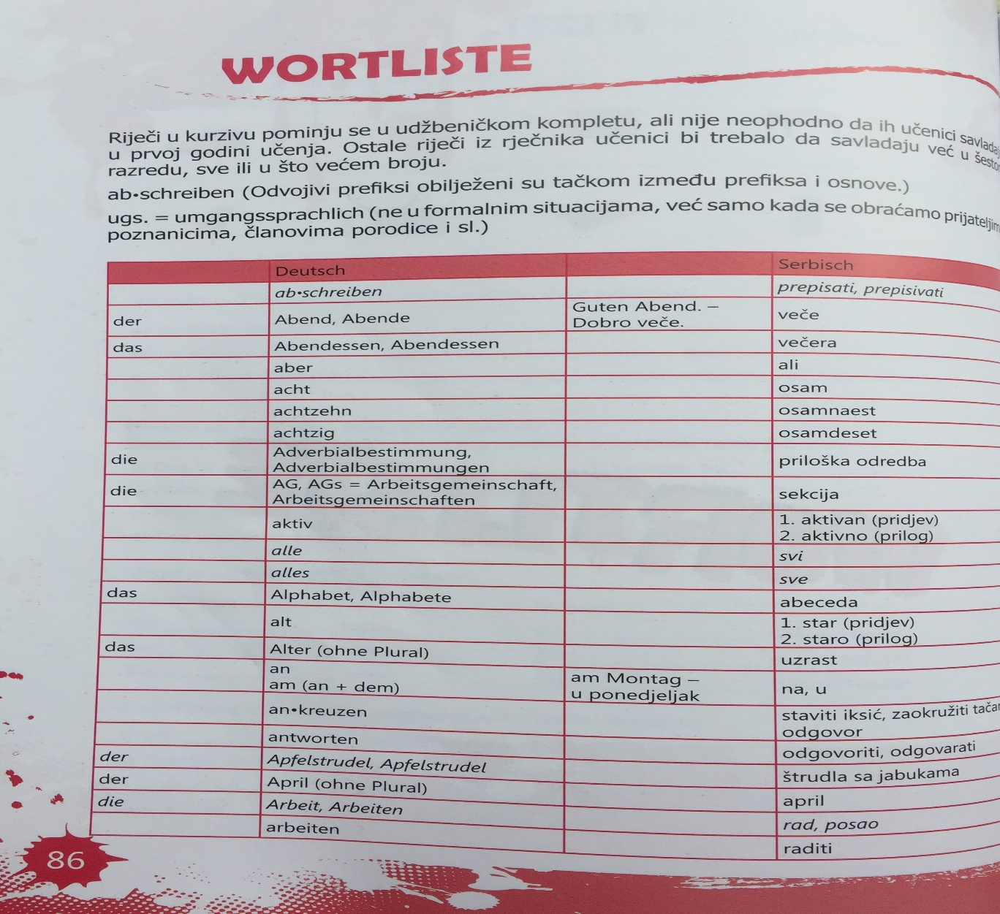 WORTLISTE
Riječi u kurzivu pominju se u udžbeničkom kompletu, ali nije neophodno da ih učenici
u prvoj godini učenja. Ostale riječi iz rječnika učenici bi trebalo da savladaju već u
razredu, sve ili u što većem broju.
ab•schreiben (Odvojivi prefiksi obilježeni su tačkom između prefiksa i osnove.)
ugs. = umgangssprachlich (ne u formalnim situacijama, već samo kada se obraćamo
poznanicima, članovima porodice i sl.)
Deutsch Serbisch
ab•schreiben prepisati, prepisivati
der Abend, Abende Guten Abend. – Dobro veče. veče
das Abendessen, Abendessen večera
aber ali
acht osam
achtzehn osamnaest
achtzig osamdeset
die Adverbialbestimmung, Adverbialbestimmungen priloška odredba
die AG, AGs = Arbeitsgemeinschaft, Arbeitsgemeinschaften sekcija
aktiv 1. aktivan (pridjev) 2. aktivno (prilog)
alle svi
alles sve
das Alphabet, Alphabete abeceda
alt 1. star (pridjev) 2. staro (prilog)
das Alter (ohne Plural) uzrast
an am (an + dem) am Montag – u ponedjeljak na, u
an•kreuzen staviti iksić, zaokružiti odgovor
antworten odgovoriti, odgovarati
der Apfelstrudel, Apfelstrudel štrudla sa jabukama
der April (ohne Plural) april
die Arbeit, Arbeiten rad, posao
arbeiten raditi
86